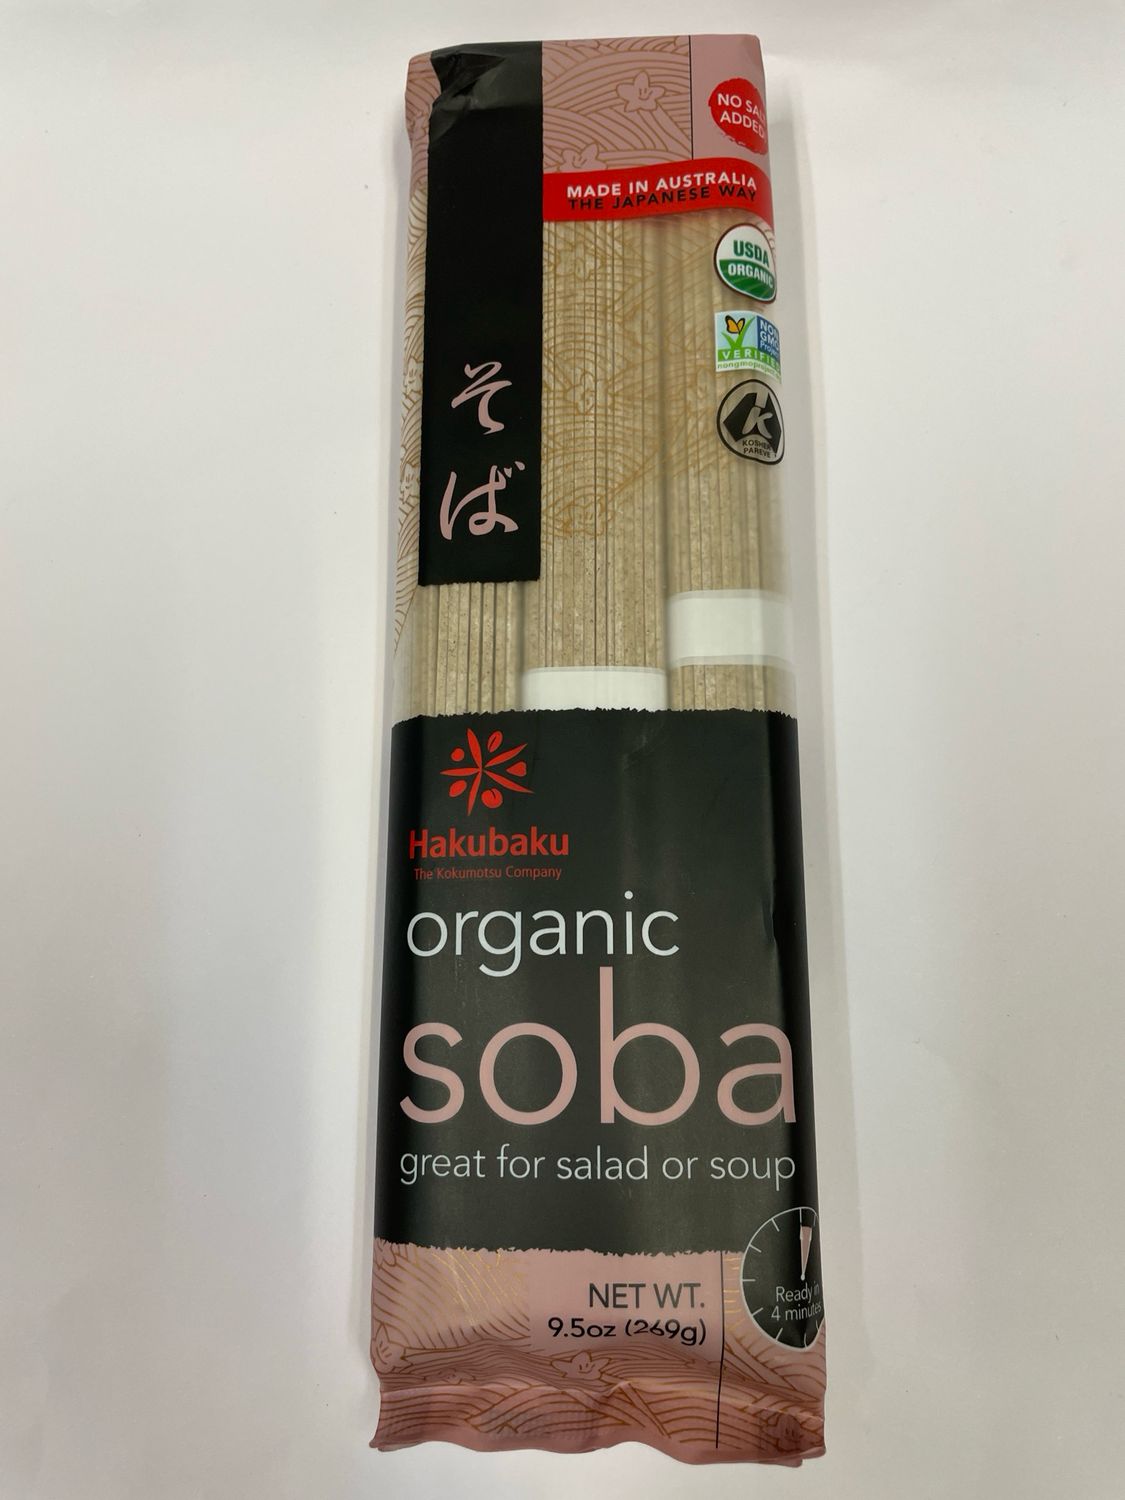 NO SALT
ADDED
MADE IN AUSTRALIA
THE JAPANESE WAY
USDA
ORGANIC
NON
GMO
Project
VERIFIED
nongmoproject
k
KOSHER
PAREVE
そば
Hakubaku
The Kokumotsu Company
organic
soba
great for salad or soup
NET WT.
9.5oz (269g)
Ready in
4 minutes